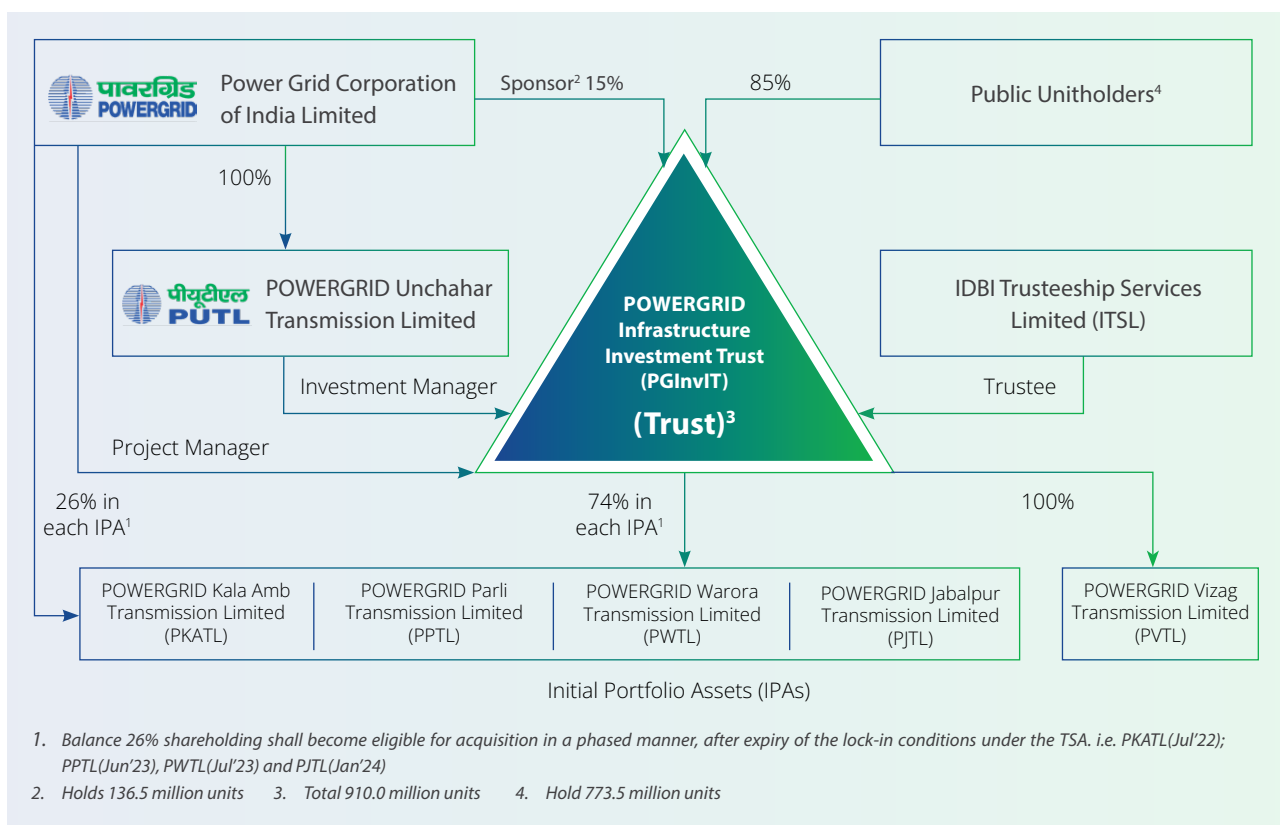 पावरग्रिड
POWERGRID
Power Grid Corporation
of India Limited
Sponsor² 15%
85%
Public Unitholders⁴
100%
पीयूटीएल
PUTL
POWERGRID Unchahar
Transmission Limited
POWERGRID
Infrastructure
Investment Trust
(PGInvIT)
(Trust)³
IDBI Trusteeship Services
Limited (ITSL)
Investment Manager
Trustee
Project Manager
26% in
each IPA¹
74% in
each IPA¹
100%
POWERGRID Kala Amb
Transmission Limited
(PKATL)
POWERGRID Parli
Transmission Limited
(PPTL)
POWERGRID Warora
Transmission Limited
(PWTL)
POWERGRID Jabalpur
Transmission Limited
(PJTL)
POWERGRID Vizag
Transmission Limited
(PVTL)
Initial Portfolio Assets (IPAs)
1. Balance 26% shareholding shall become eligible for acquisition in a phased manner, after expiry of the lock-in conditions under the TSA. i.e. PKATL(Jul'22);
PPTL(Jun'23), PWTL(Jul'23) and PJTL(Jan'24)
2. Holds 136.5 million units 3. Total 910.0 million units 4. Hold 773.5 million units